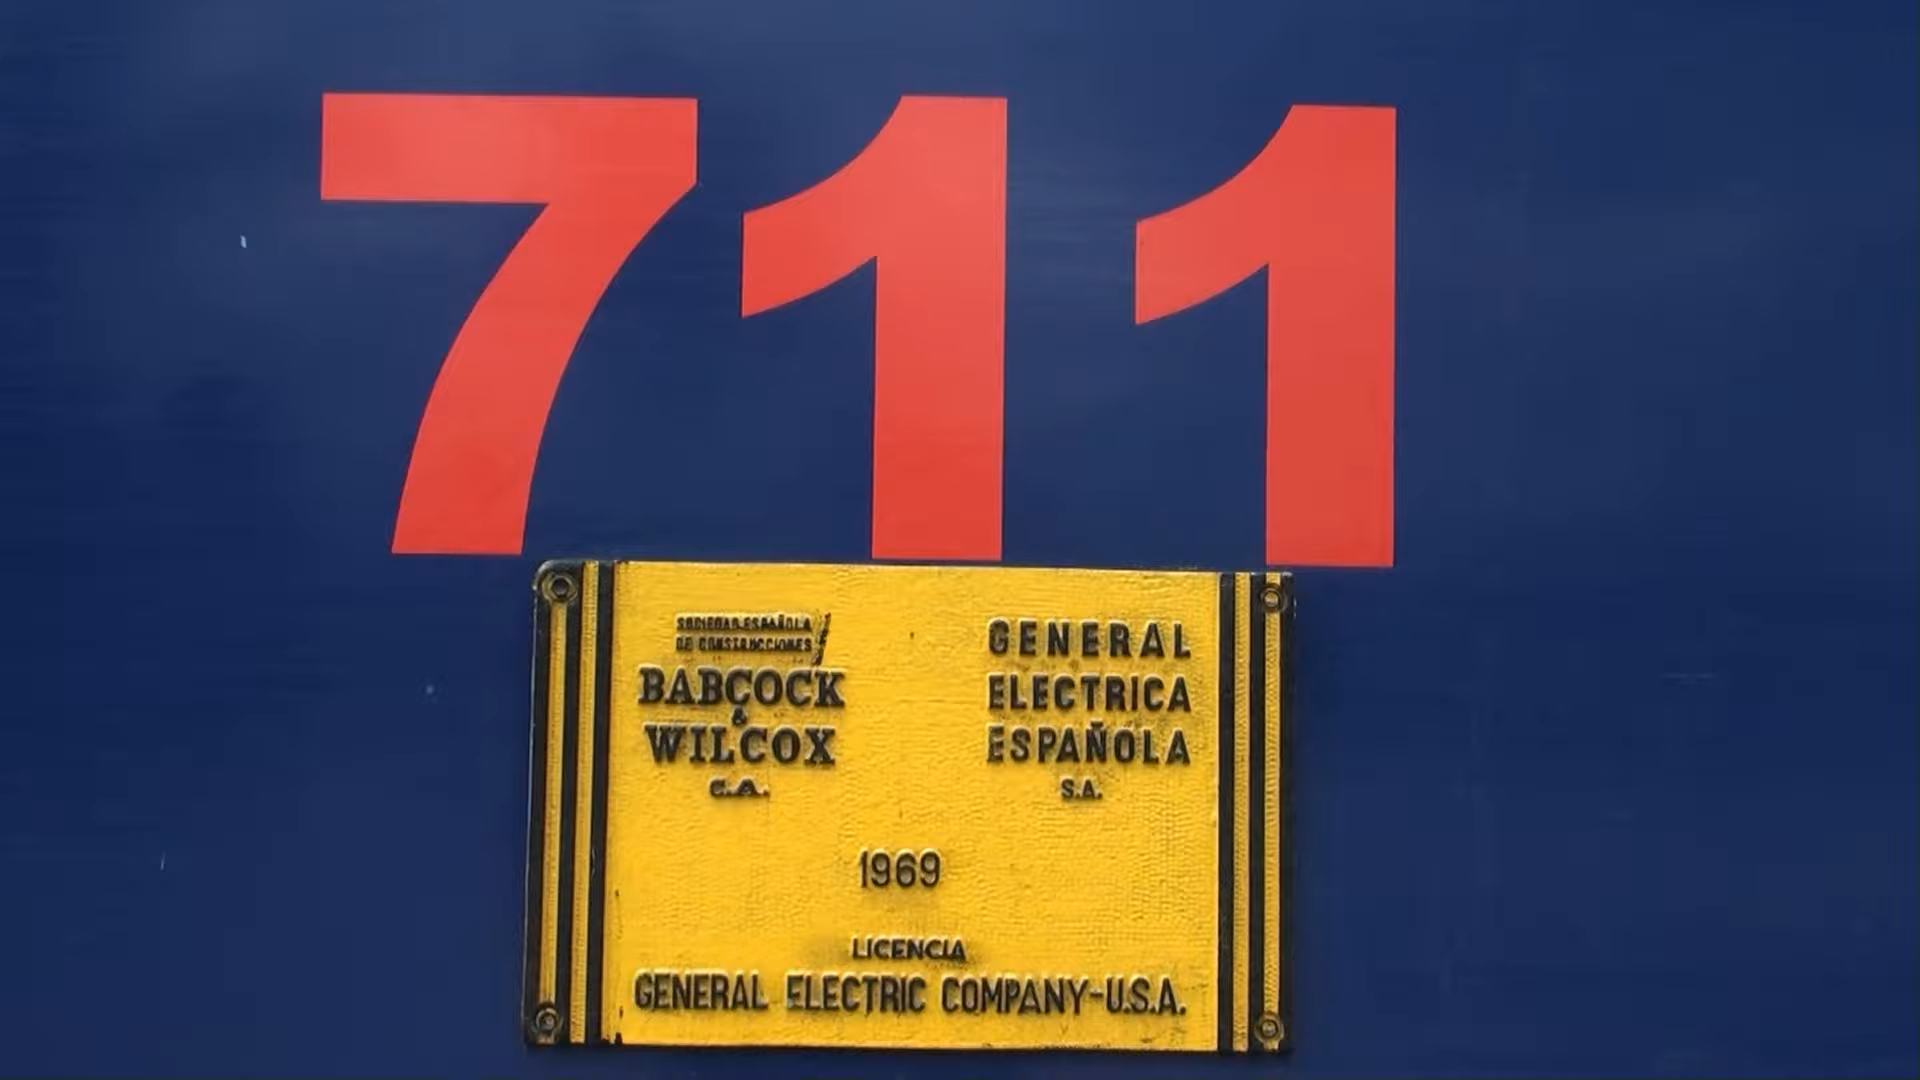 711
SOCIEDAD ESPAÑOLA
DE CONSTRUCCIONES
BABCOCK
&
WILCOX
C.A.
GENERAL
ELECTRICA
ESPAÑOLA
S.A.
1969
LICENCIA
GENERAL ELECTRIC COMPANY-U.S.A.